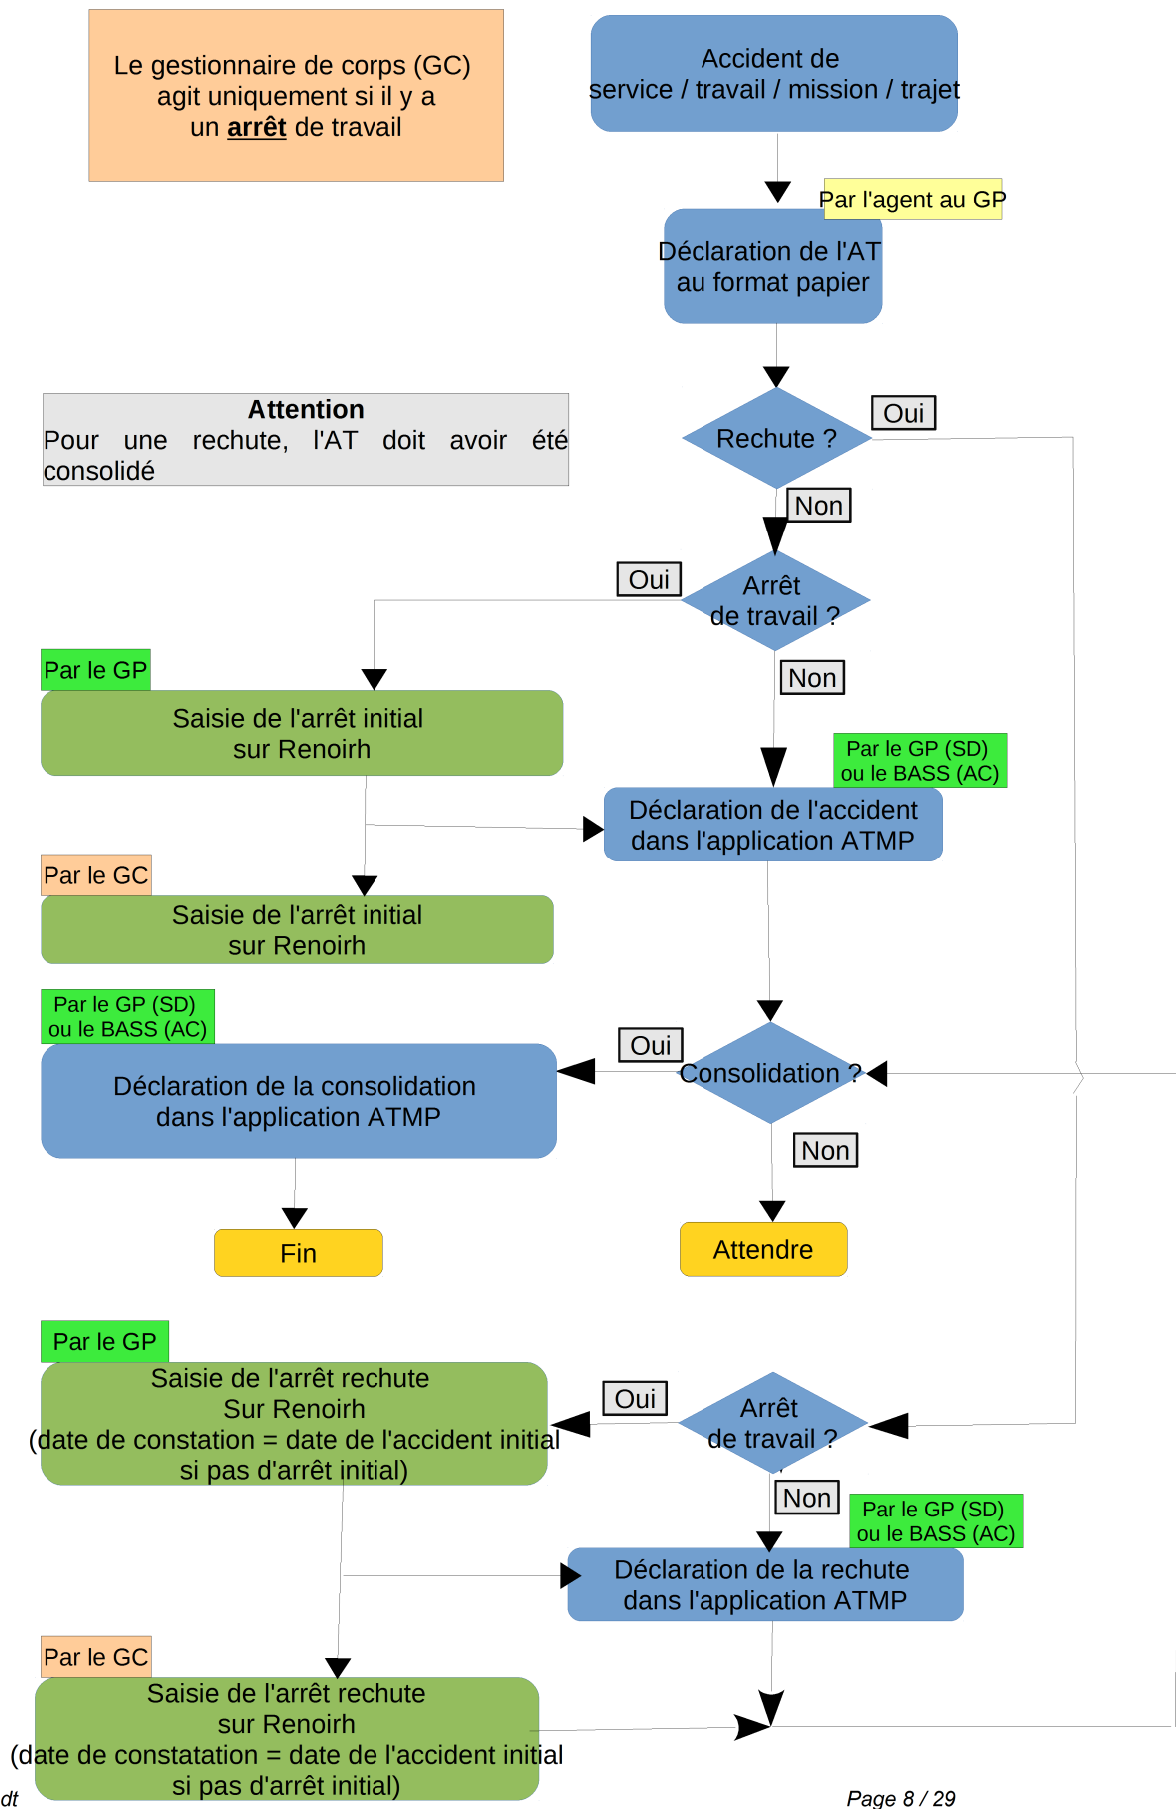 Le gestionnaire de corps (GC)
agit uniquement si il y a
un arrêt de travail
Accident de
service / travail / mission / trajet
Par l'agent au GP
Déclaration de l'AT
au format papier
Attention
Pour une rechute, l'AT doit avoir été
consolidé
Rechute ?
Oui
Non
Arrêt
de travail ?
Oui
Non
Par le GP
Saisie de l'arrêt initial
sur Renoirh
Par le GP (SD)
ou le BASS (AC)
Déclaration de l'accident
dans l'application ATMP
Par le GC
Saisie de l'arrêt initial
sur Renoirh
Par le GP (SD)
ou le BASS (AC)
Déclaration de la consolidation
dans l'application ATMP
Oui
Consolidation ?
Non
Fin
Attendre
Par le GP
Saisie de l'arrêt rechute
Sur Renoirh
(date de constation = date de l'accident initial
si pas d'arrêt initial)
Oui
Arrêt
de travail ?
Non
Par le GP (SD)
ou le BASS (AC)
Déclaration de la rechute
dans l'application ATMP
Par le GC
Saisie de l'arrêt rechute
sur Renoirh
(date de constatation = date de l'accident initial
si pas d'arrêt initial)
dt
Page 8 / 29